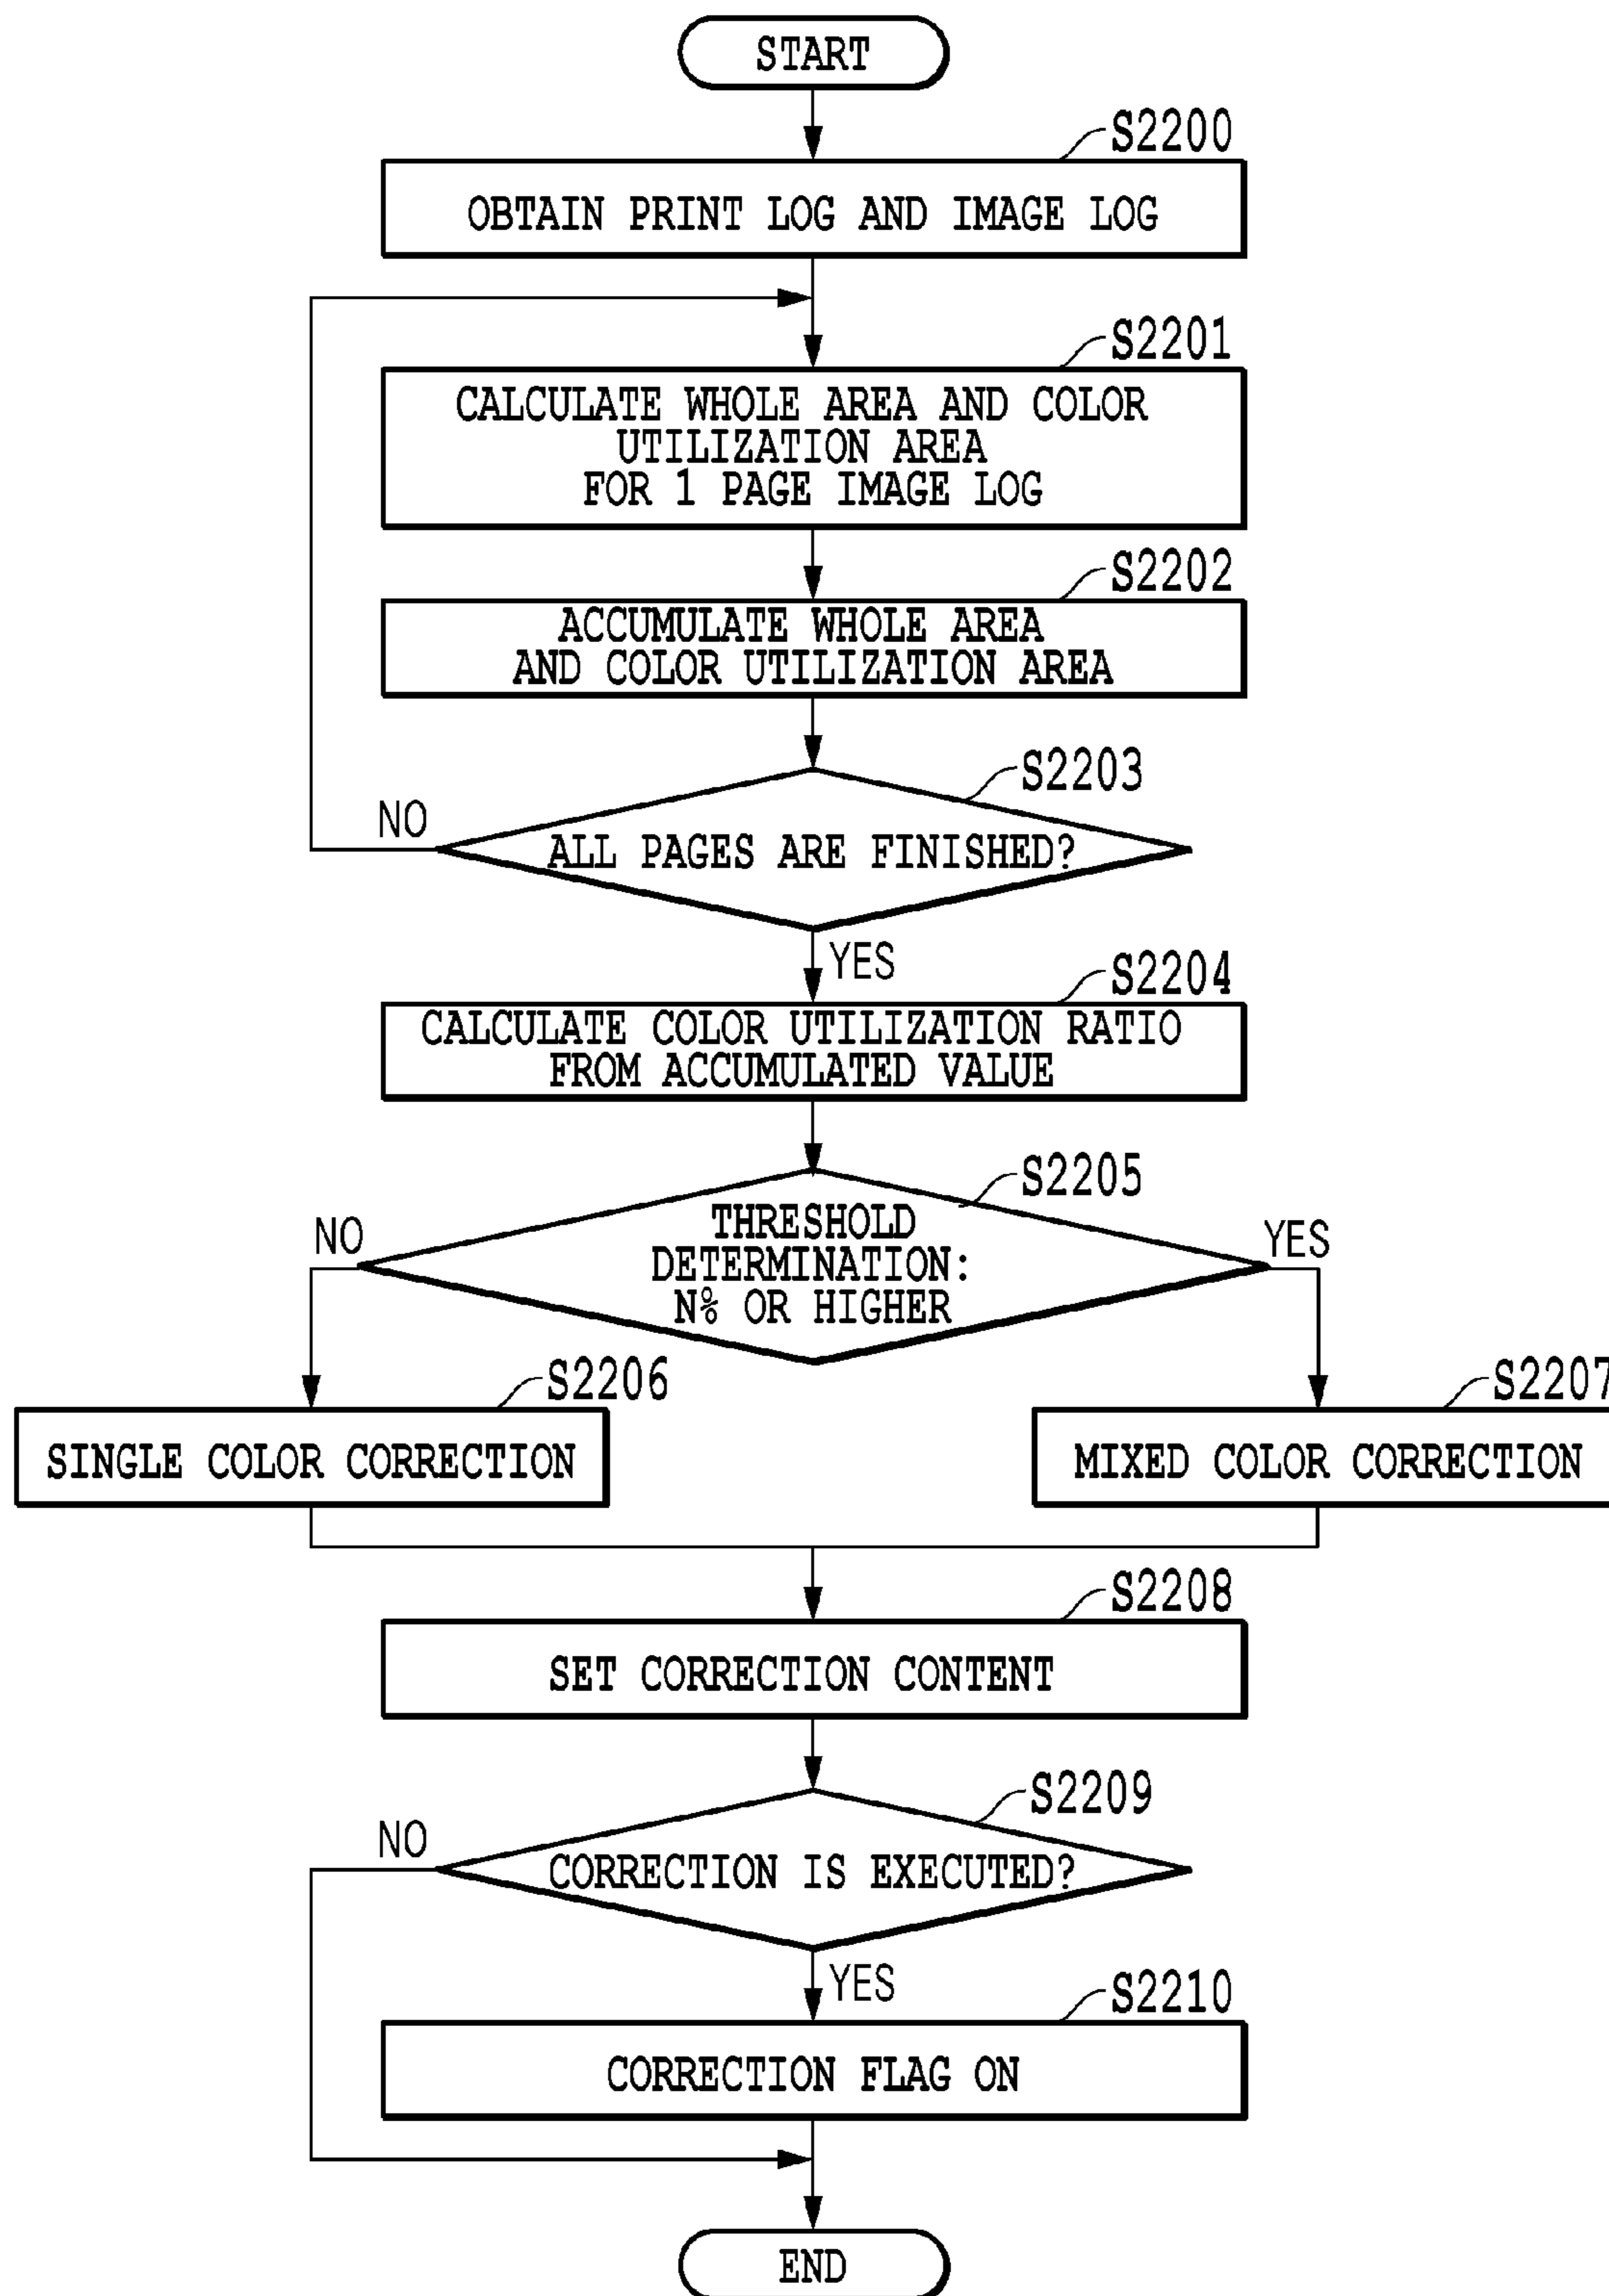 START
S2200
OBTAIN PRINT LOG AND IMAGE LOG
S2201
CALCULATE WHOLE AREA AND COLOR
UTILIZATION AREA
FOR 1 PAGE IMAGE LOG
S2202
ACCUMULATE WHOLE AREA
AND COLOR UTILIZATION AREA
S2203
NO
ALL PAGES ARE FINISHED?
YES
S2204
CALCULATE COLOR UTILIZATION RATIO
FROM ACCUMULATED VALUE
S2205
NO
YES
THRESHOLD
DETERMINATION:
N% OR HIGHER
S2206
S2207
SINGLE COLOR CORRECTION
MIXED COLOR CORRECTION
S2208
SET CORRECTION CONTENT
S2209
NO
CORRECTION IS EXECUTED?
YES
S2210
CORRECTION FLAG ON
END